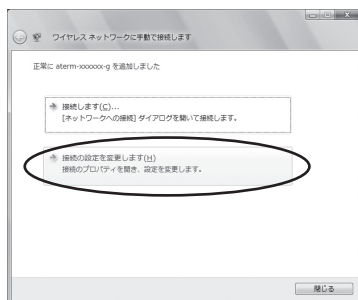 ワイヤレス ネットワークに手動で接続します
正常に aterm-xxxxxx-g を追加しました
接続します(C)...
[ネットワークへの接続] ダイアログを開いて接続します。
接続の設定を変更します(H)
接続のプロパティを開き、設定を変更します。
閉じる